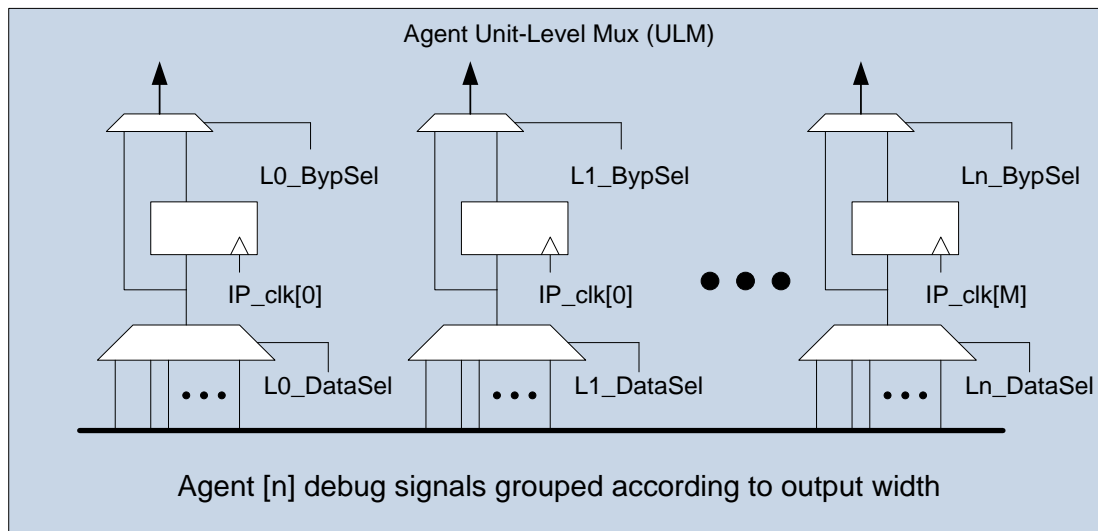 Agent Unit-Level Mux (ULM)
L0_BypSel
L1_BypSel
Ln_BypSel
IP_clk[0]
IP_clk[0]
IP_clk[M]
L0_DataSel
L1_DataSel
Ln_DataSel
Agent [n] debug signals grouped according to output width